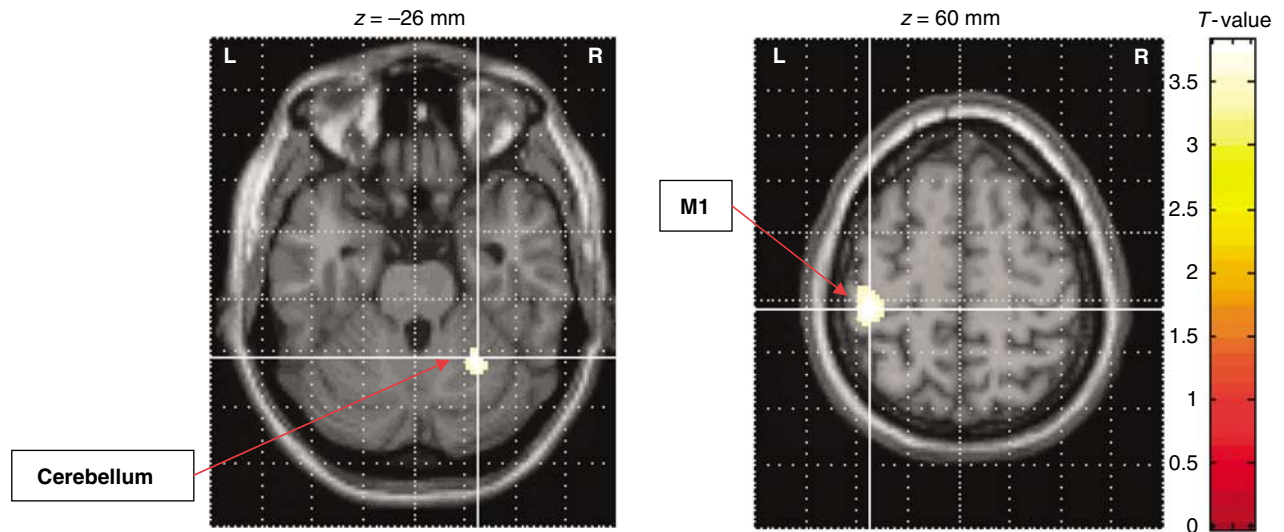 z = –26 mm
L
R
Cerebellum
z = 60 mm
L
R
M1
T-value
3.5
3
2.5
2
1.5
1
0.5
0